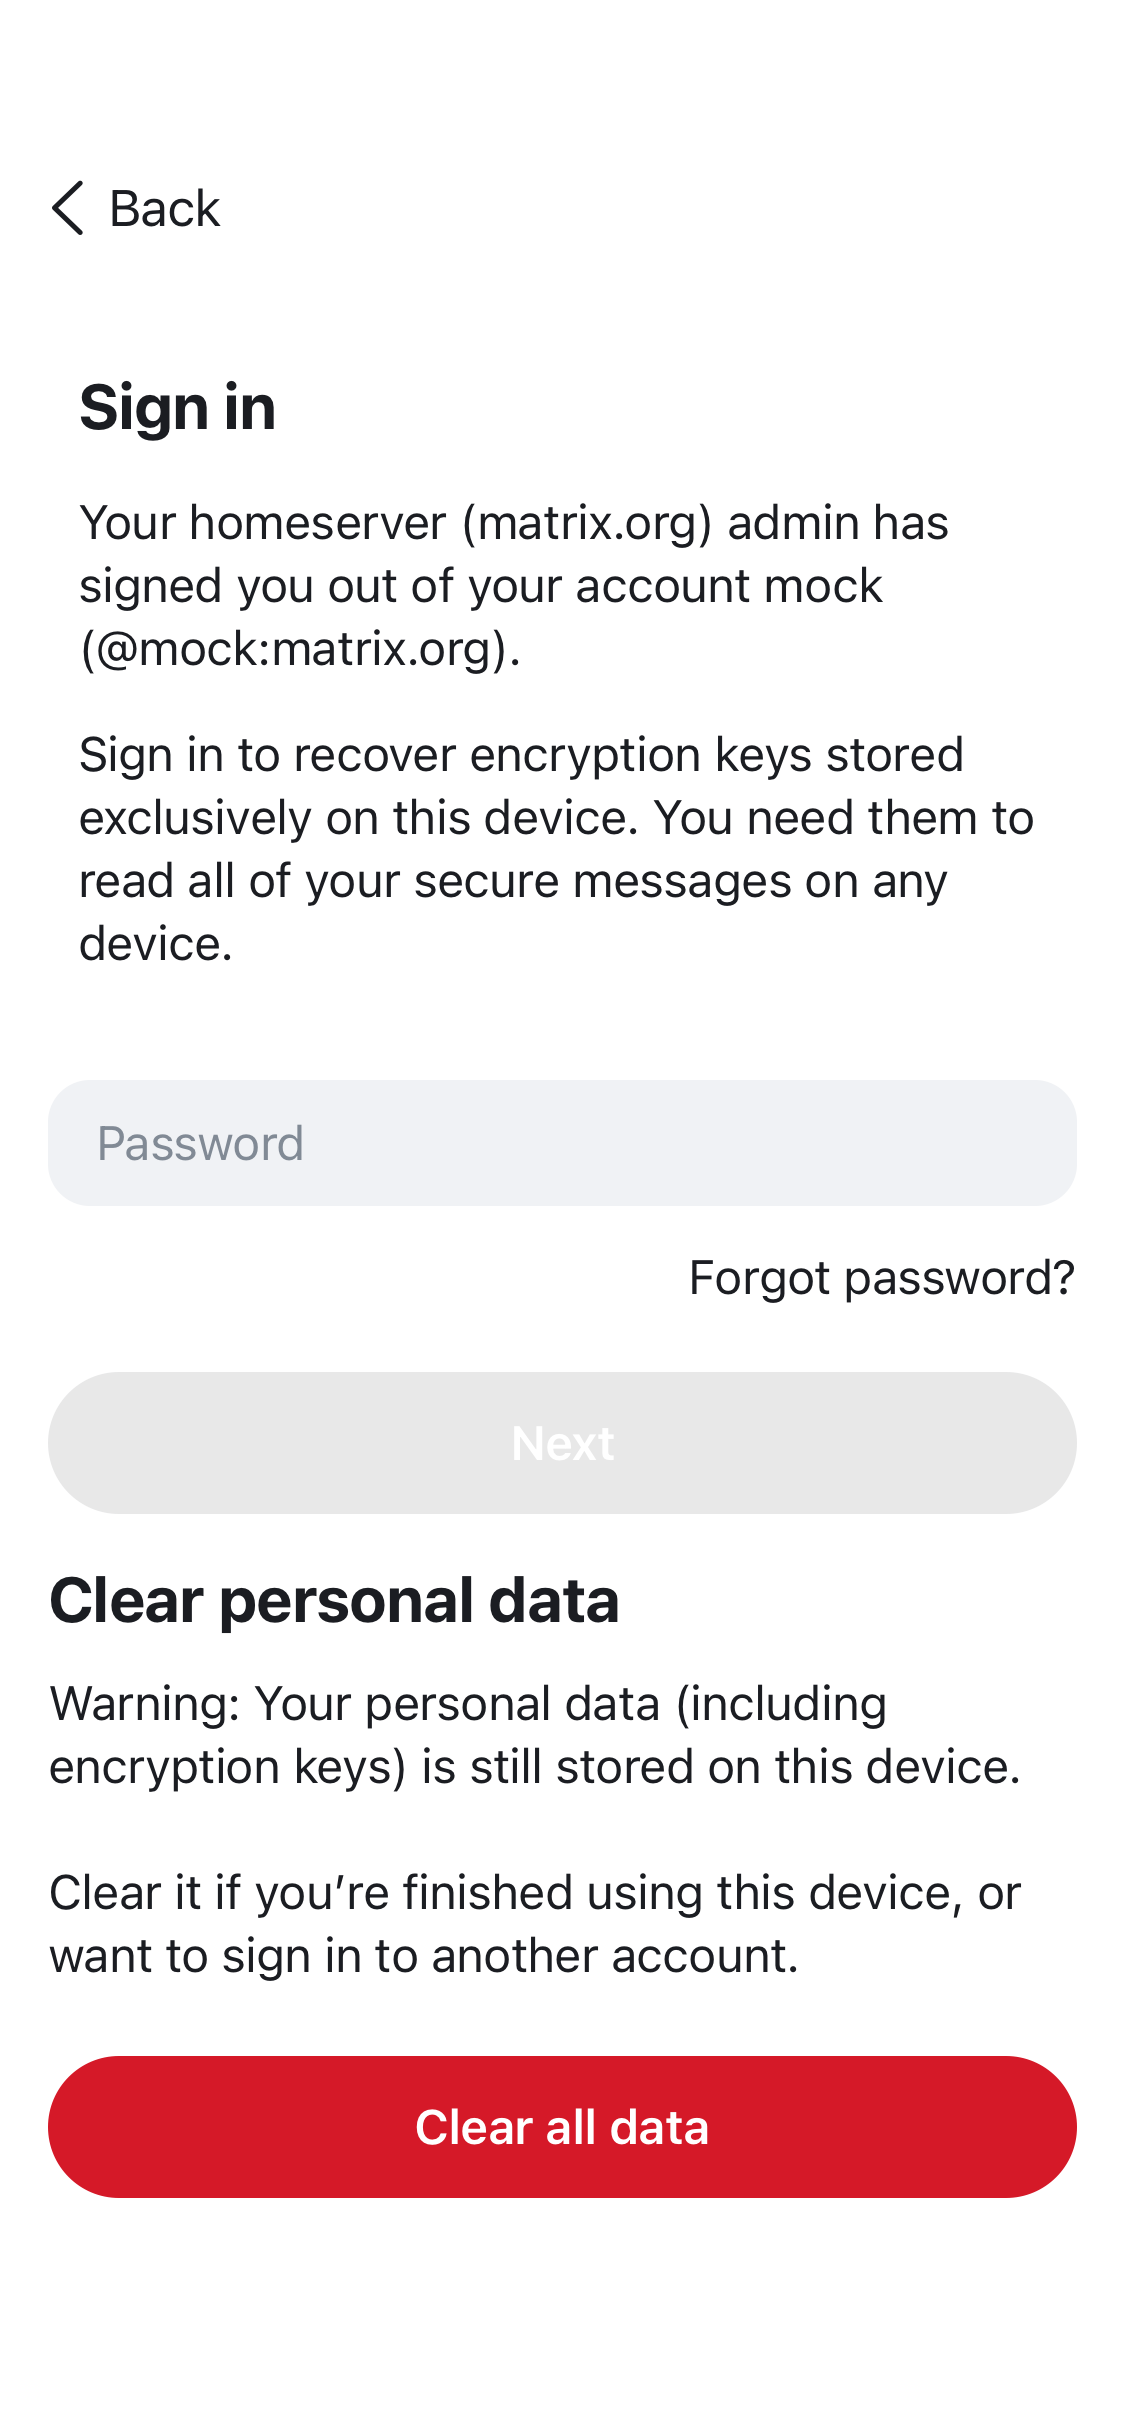 Back
Sign in
Your homeserver (matrix.org) admin has
signed you out of your account mock
(@mock:matrix.org).
Sign in to recover encryption keys stored
exclusively on this device. You need them to
read all of your secure messages on any
device.
Password
Forgot password?
Next
Clear personal data
Warning: Your personal data (including
encryption keys) is still stored on this device.
Clear it if you’re finished using this device, or
want to sign in to another account.
Clear all data